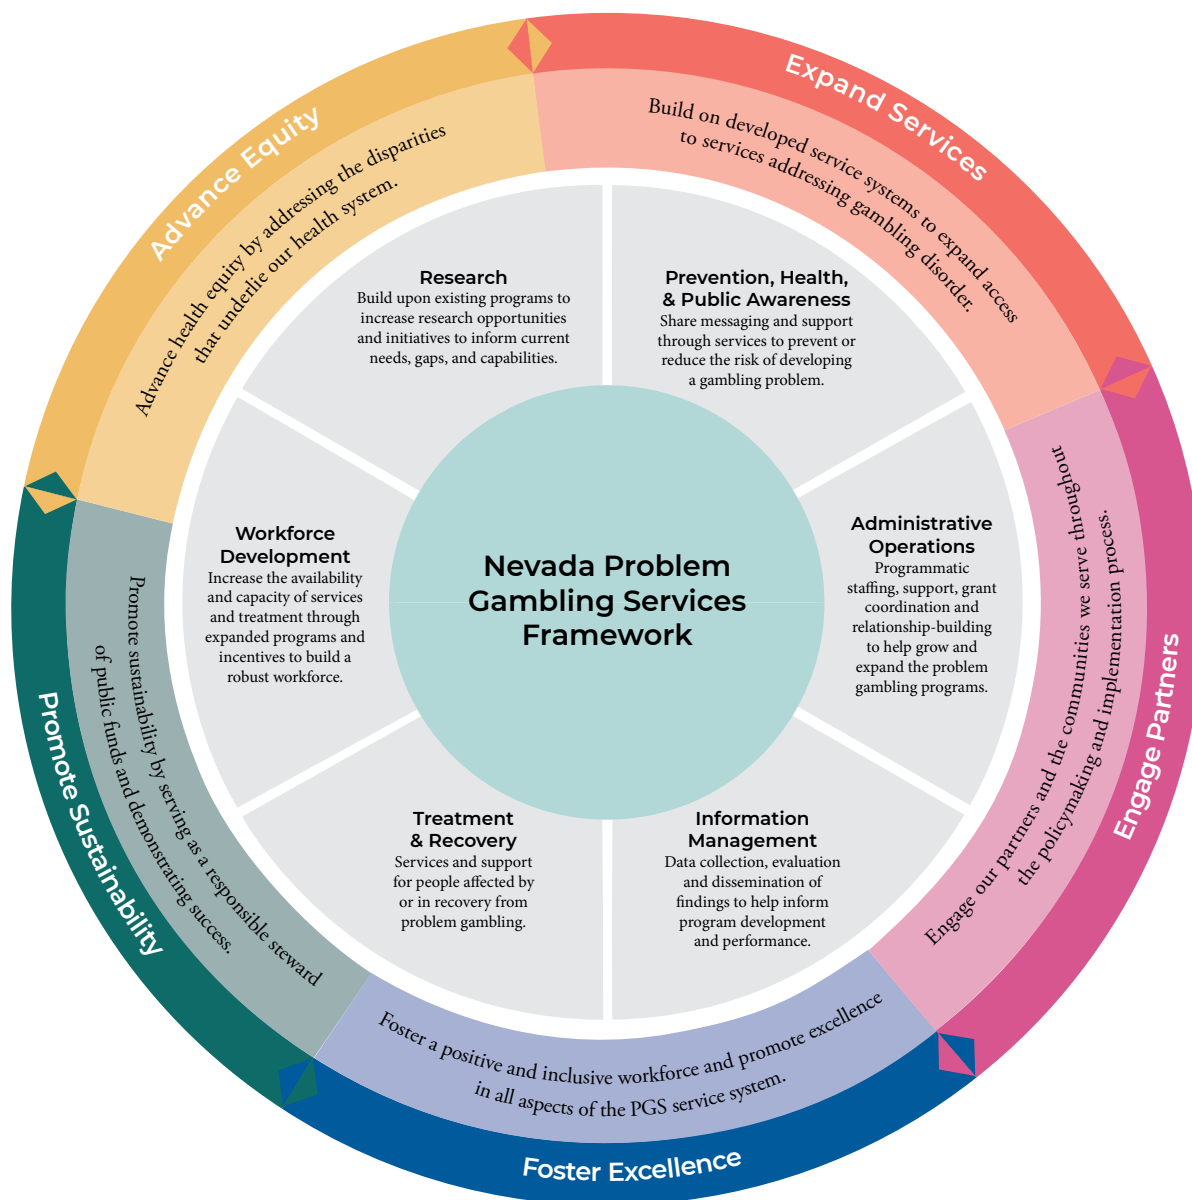 Nevada Problem
Gambling Services
Framework
Expand Services
Build on developed service systems to expand access
to services addressing gambling disorder.
Engage Partners
Engage our partners and the communities we serve throughout
the policymaking and implementation process.
Foster Excellence
Foster a positive and inclusive workforce and promote excellence
in all aspects of the PGS service system.
Promote Sustainability
Promote sustainability by serving as a responsible steward
of public funds and demonstrating success.
Advance Equity
Advance health equity by addressing the disparities
that underlie our health system.
Prevention, Health,
& Public Awareness
Share messaging and support
through services to prevent or
reduce the risk of developing
a gambling problem.
Administrative
Operations
Programmatic
staffing, support, grant
coordination and
relationship-building
to help grow and
expand the problem
gambling programs.
Information
Management
Data collection, evaluation
and dissemination of
findings to help inform
program development
and performance.
Treatment
& Recovery
Services and support
for people affected by
or in recovery from
problem gambling.
Workforce
Development
Increase the availability
and capacity of services
and treatment through
expanded programs and
incentives to build a
robust workforce.
Research
Build upon existing programs to
increase research opportunities
and initiatives to inform current
needs, gaps, and capabilities.